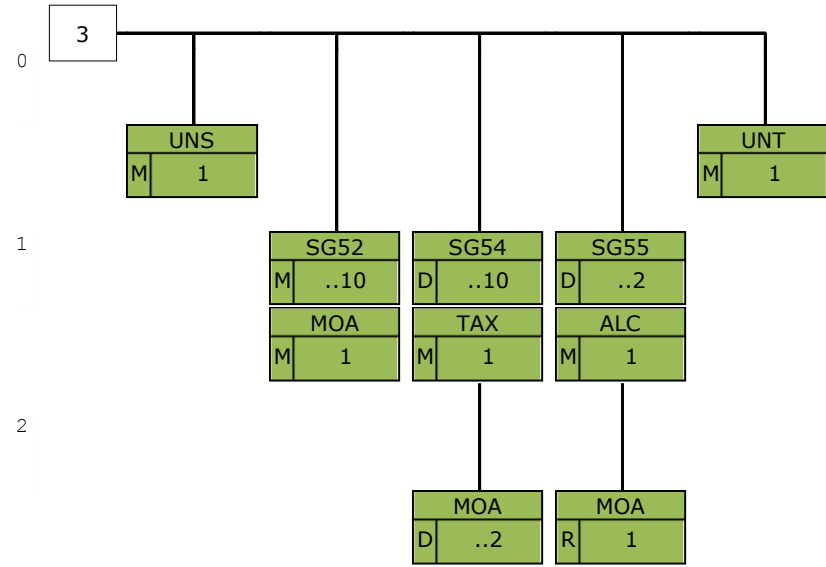 3
0
UNS UNT
M 1 M 1
1
SG52 SG54 SG55
M ..10 D ..10 D ..2
MOA TAX ALC
M 1 M 1 M 1
2
MOA MOA
D ..2 R 1